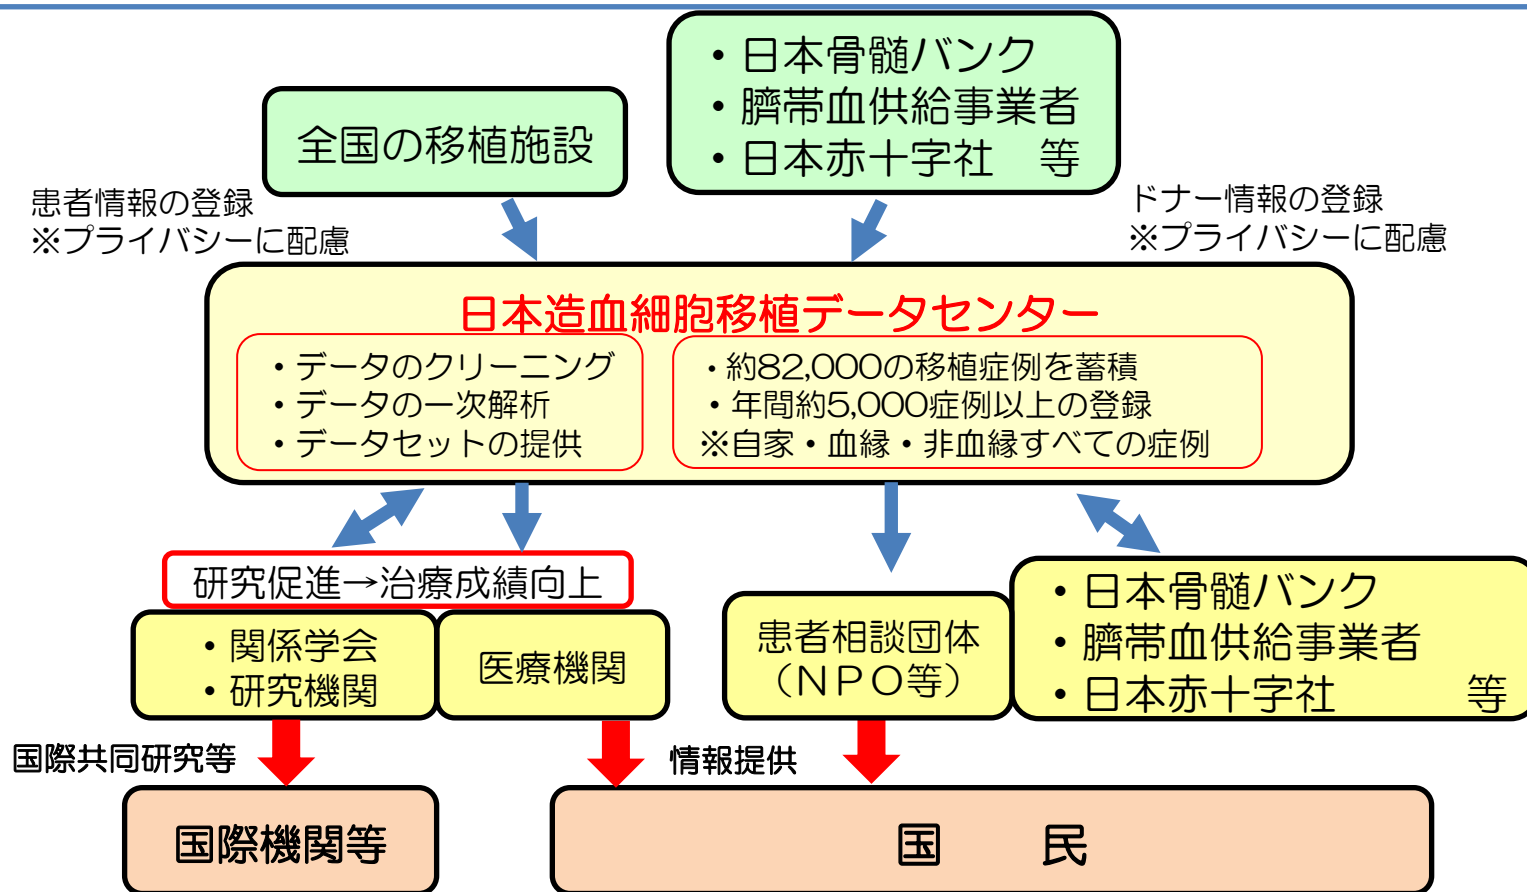 ・日本骨髄バンク
・臍帯血供給事業者
・日本赤十字社　等
全国の移植施設
患者情報の登録
※プライバシーに配慮
ドナー情報の登録
※プライバシーに配慮
日本造血細胞移植データセンター
・データのクリーニング
・データの一次解析
・データセットの提供
・約82,000の移植症例を蓄積
・年間約5,000症例以上の登録
※自家・血縁・非血縁すべての症例
研究促進→治療成績向上
・関係学会
・研究機関
医療機関
患者相談団体
（ＮＰＯ等）
・日本骨髄バンク
・臍帯血供給事業者
・日本赤十字社　　　等
国際共同研究等
情報提供
国際機関等
国　　民